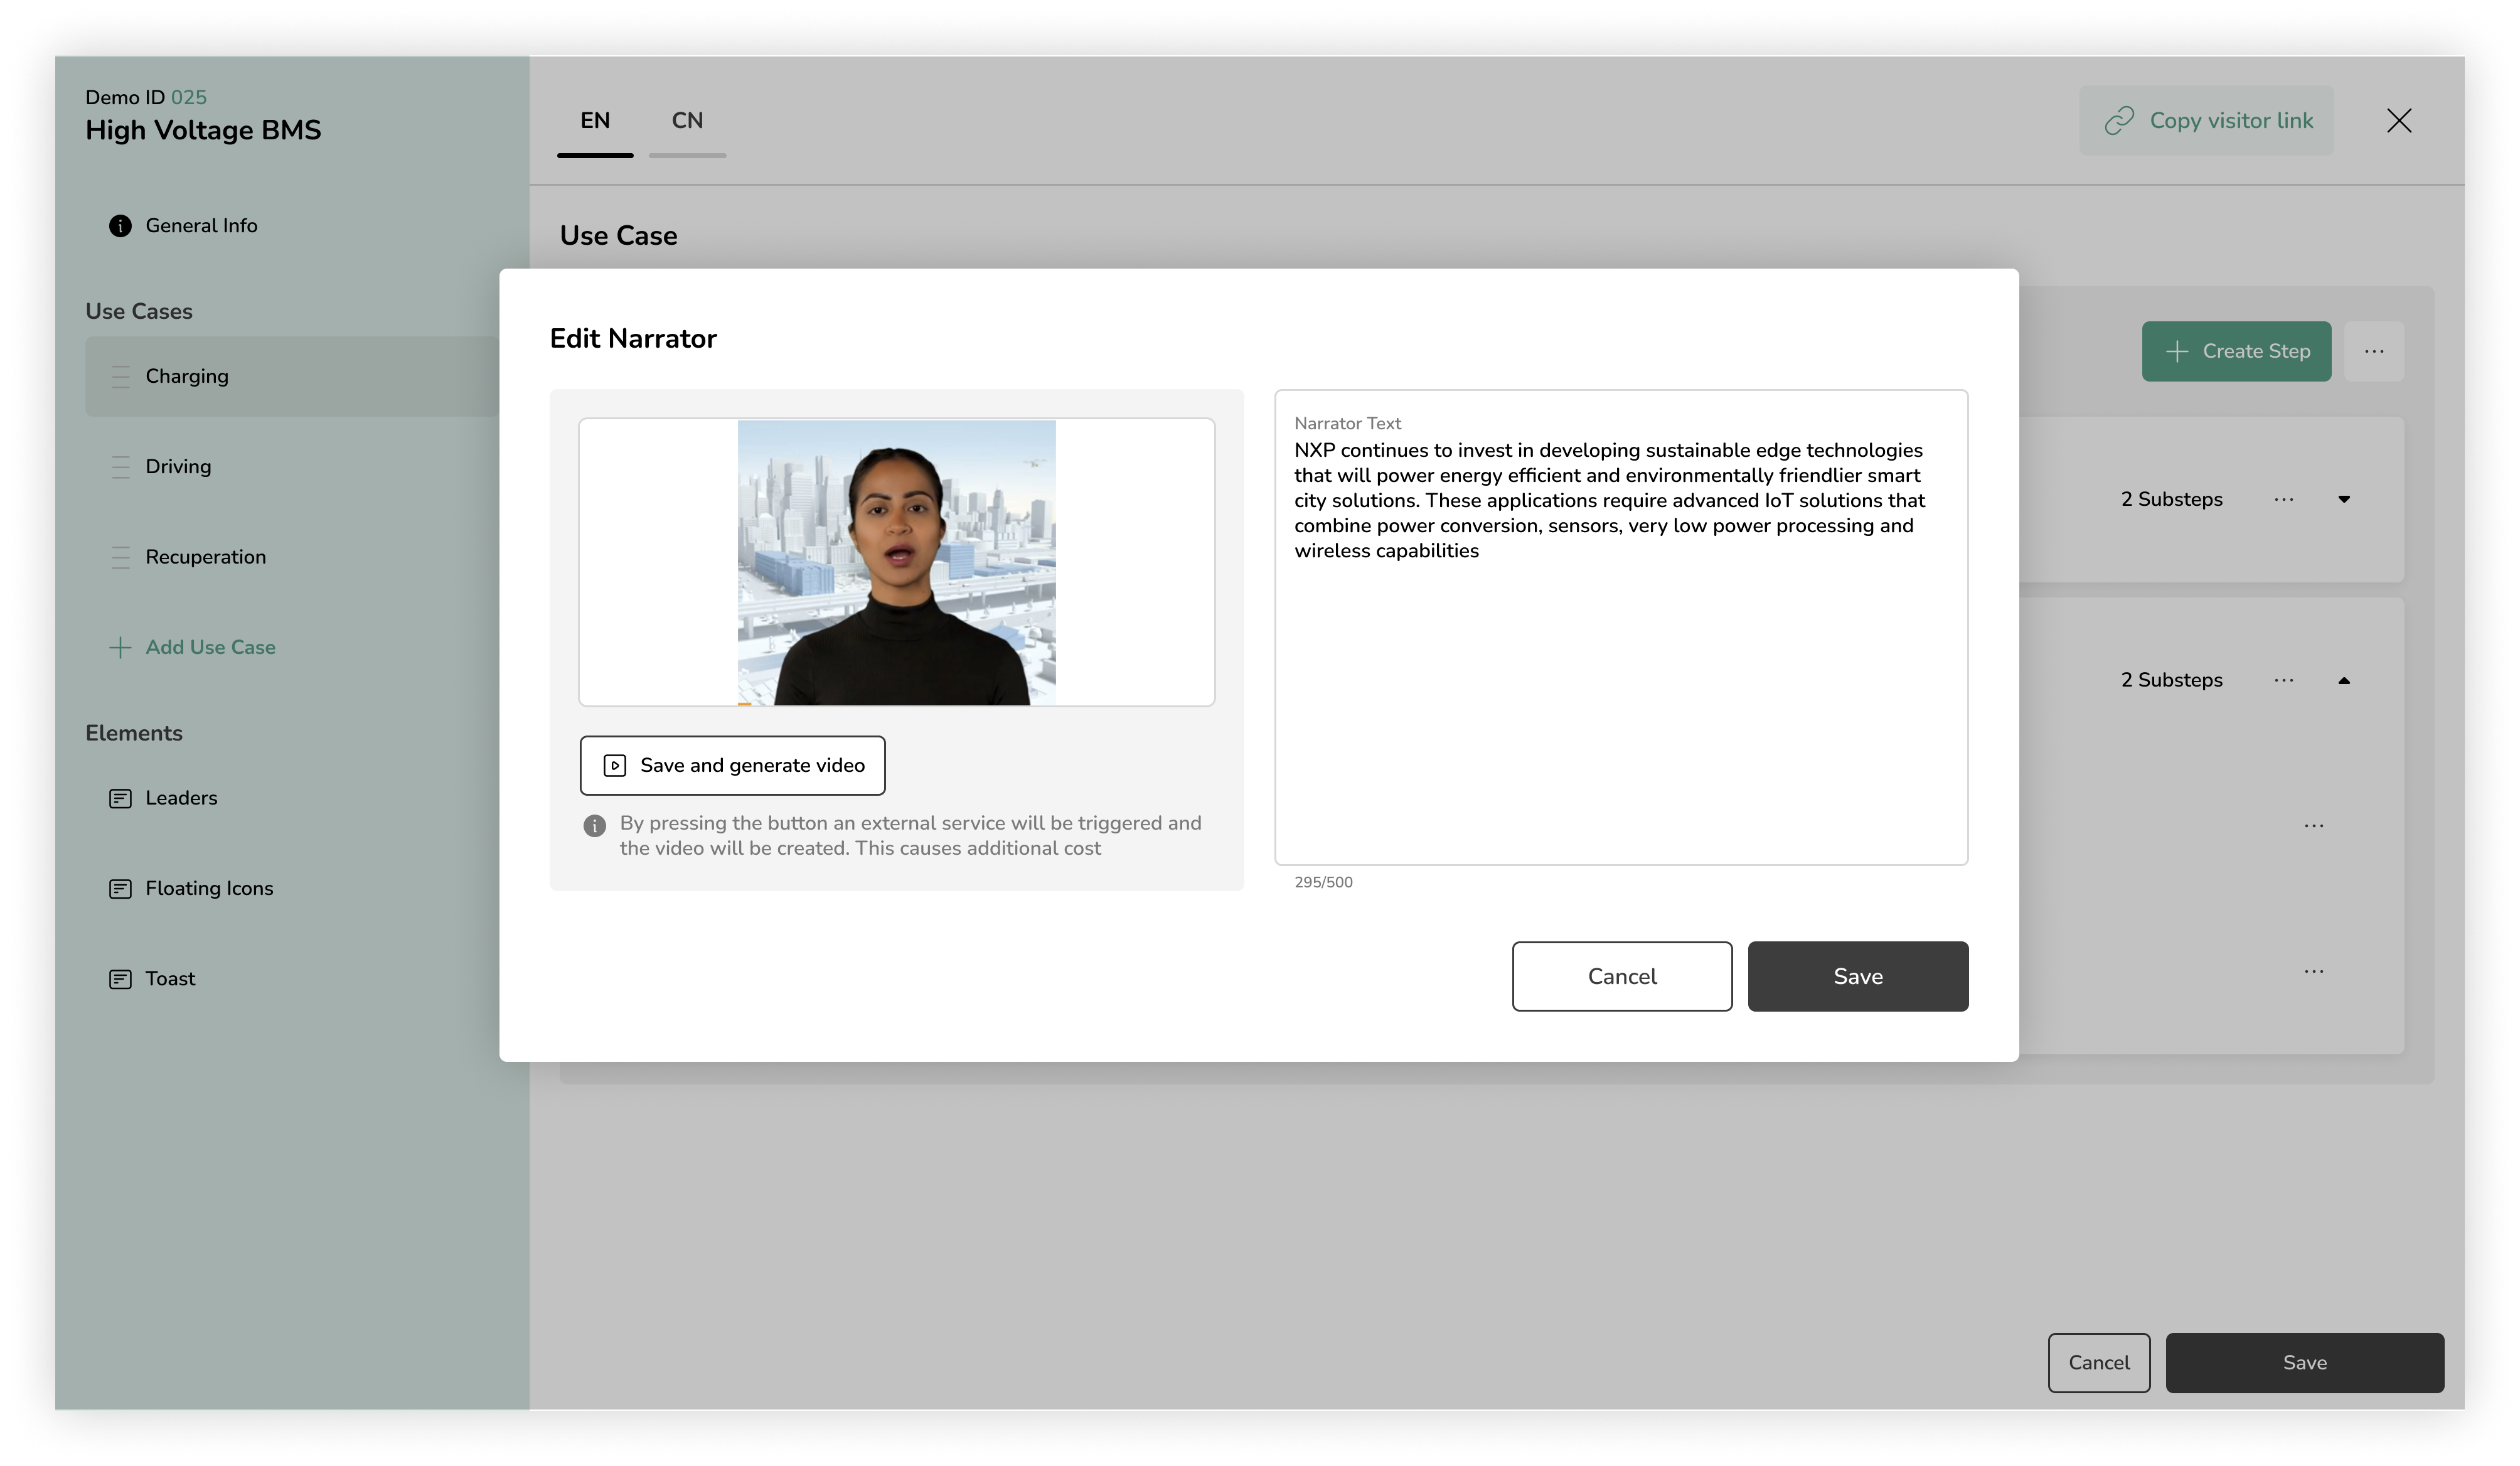 Demo ID 025
High Voltage BMS
General Info
Use Cases
Charging
Driving
Recuperation
Add Use Case
Elements
Leaders
Floating Icons
Toast
EN
CN
Copy visitor link
Use Case
Create Step
2 Substeps
2 Substeps
Edit Narrator
Save and generate video
By pressing the button an external service will be triggered and
the video will be created. This causes additional cost
Narrator Text
NXP continues to invest in developing sustainable edge technologies
that will power energy efficient and environmentally friendlier smart
city solutions. These applications require advanced IoT solutions that
combine power conversion, sensors, very low power processing and
wireless capabilities
295/500
Cancel
Save
Cancel
Save